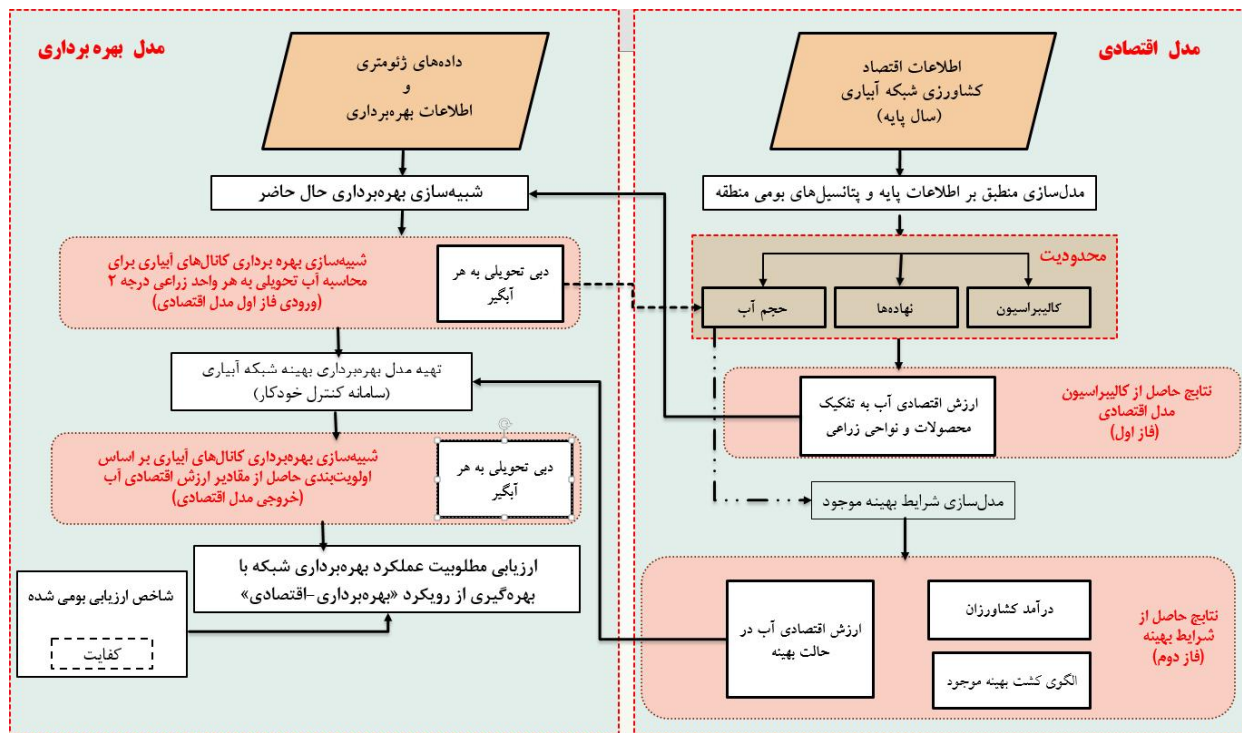 مدل اقتصادی
اطلاعات اقتصاد
کشاورزی شبکه آبیاری
(سال پایه)
مدل‌سازی منطبق بر اطلاعات پایه و پتانسیل‌های بومی منطقه
محدودیت
کالیبراسیون
نهاده‌ها
حجم آب
نتایج حاصل از کالیبراسیون
مدل اقتصادی
(فاز اول)
ارزش اقتصادی آب به تفکیک
محصولات و نواحی زراعی
مدل‌سازی شرایط بهینه موجود
نتایج حاصل از
شرایط بهینه
(فاز دوم)
درآمد کشاورزان
الگوی کشت بهینه موجود
ارزش اقتصادی آب در
حالت بهینه
مدل بهره برداری
داده‌های ژئومتری
و
اطلاعات بهره‌برداری
شبیه‌سازی بهره‌برداری حال حاضر
دبی تحویلی به هر
آبگیر
شبیه‌سازی بهره برداری کانال‌های آبیاری برای
محاسبه آب تحویلی به هر واحد زراعی درجه ۲
(ورودی فاز اول مدل اقتصادی)
تهیه مدل بهره‌برداری بهینه شبکه آبیاری
(سامانه کنترل خودکار)
دبی تحویلی به هر
آبگیر
شبیه‌سازی بهره‌برداری کانال‌های آبیاری بر اساس
اولویت‌بندی حاصل از مقادیر ارزش اقتصادی آب
(خروجی مدل اقتصادی)
ارزیابی مطلوبیت عملکرد بهره‌برداری شبکه با
بهره‌گیری از رویکرد «بهره‌برداری-اقتصادی»
شاخص ارزیابی بومی شده
کفایت